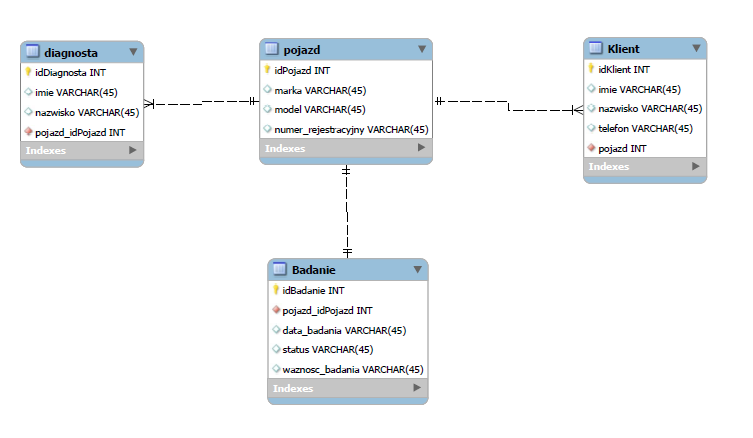 diagnosta
idDiagnosta INT
imie VARCHAR(45)
nazwisko VARCHAR(45)
pojazd_idPojazd INT
Indexes
pojazd
idPojazd INT
marka VARCHAR(45)
model VARCHAR(45)
numer_rejestracyjny VARCHAR(45)
Indexes
Klient
idKlient INT
imie VARCHAR(45)
nazwisko VARCHAR(45)
telefon VARCHAR(45)
pojazd INT
Indexes
Badanie
idBadanie INT
pojazd_idPojazd INT
data_badania VARCHAR(45)
status VARCHAR(45)
waznosc_badania VARCHAR(45)
Indexes